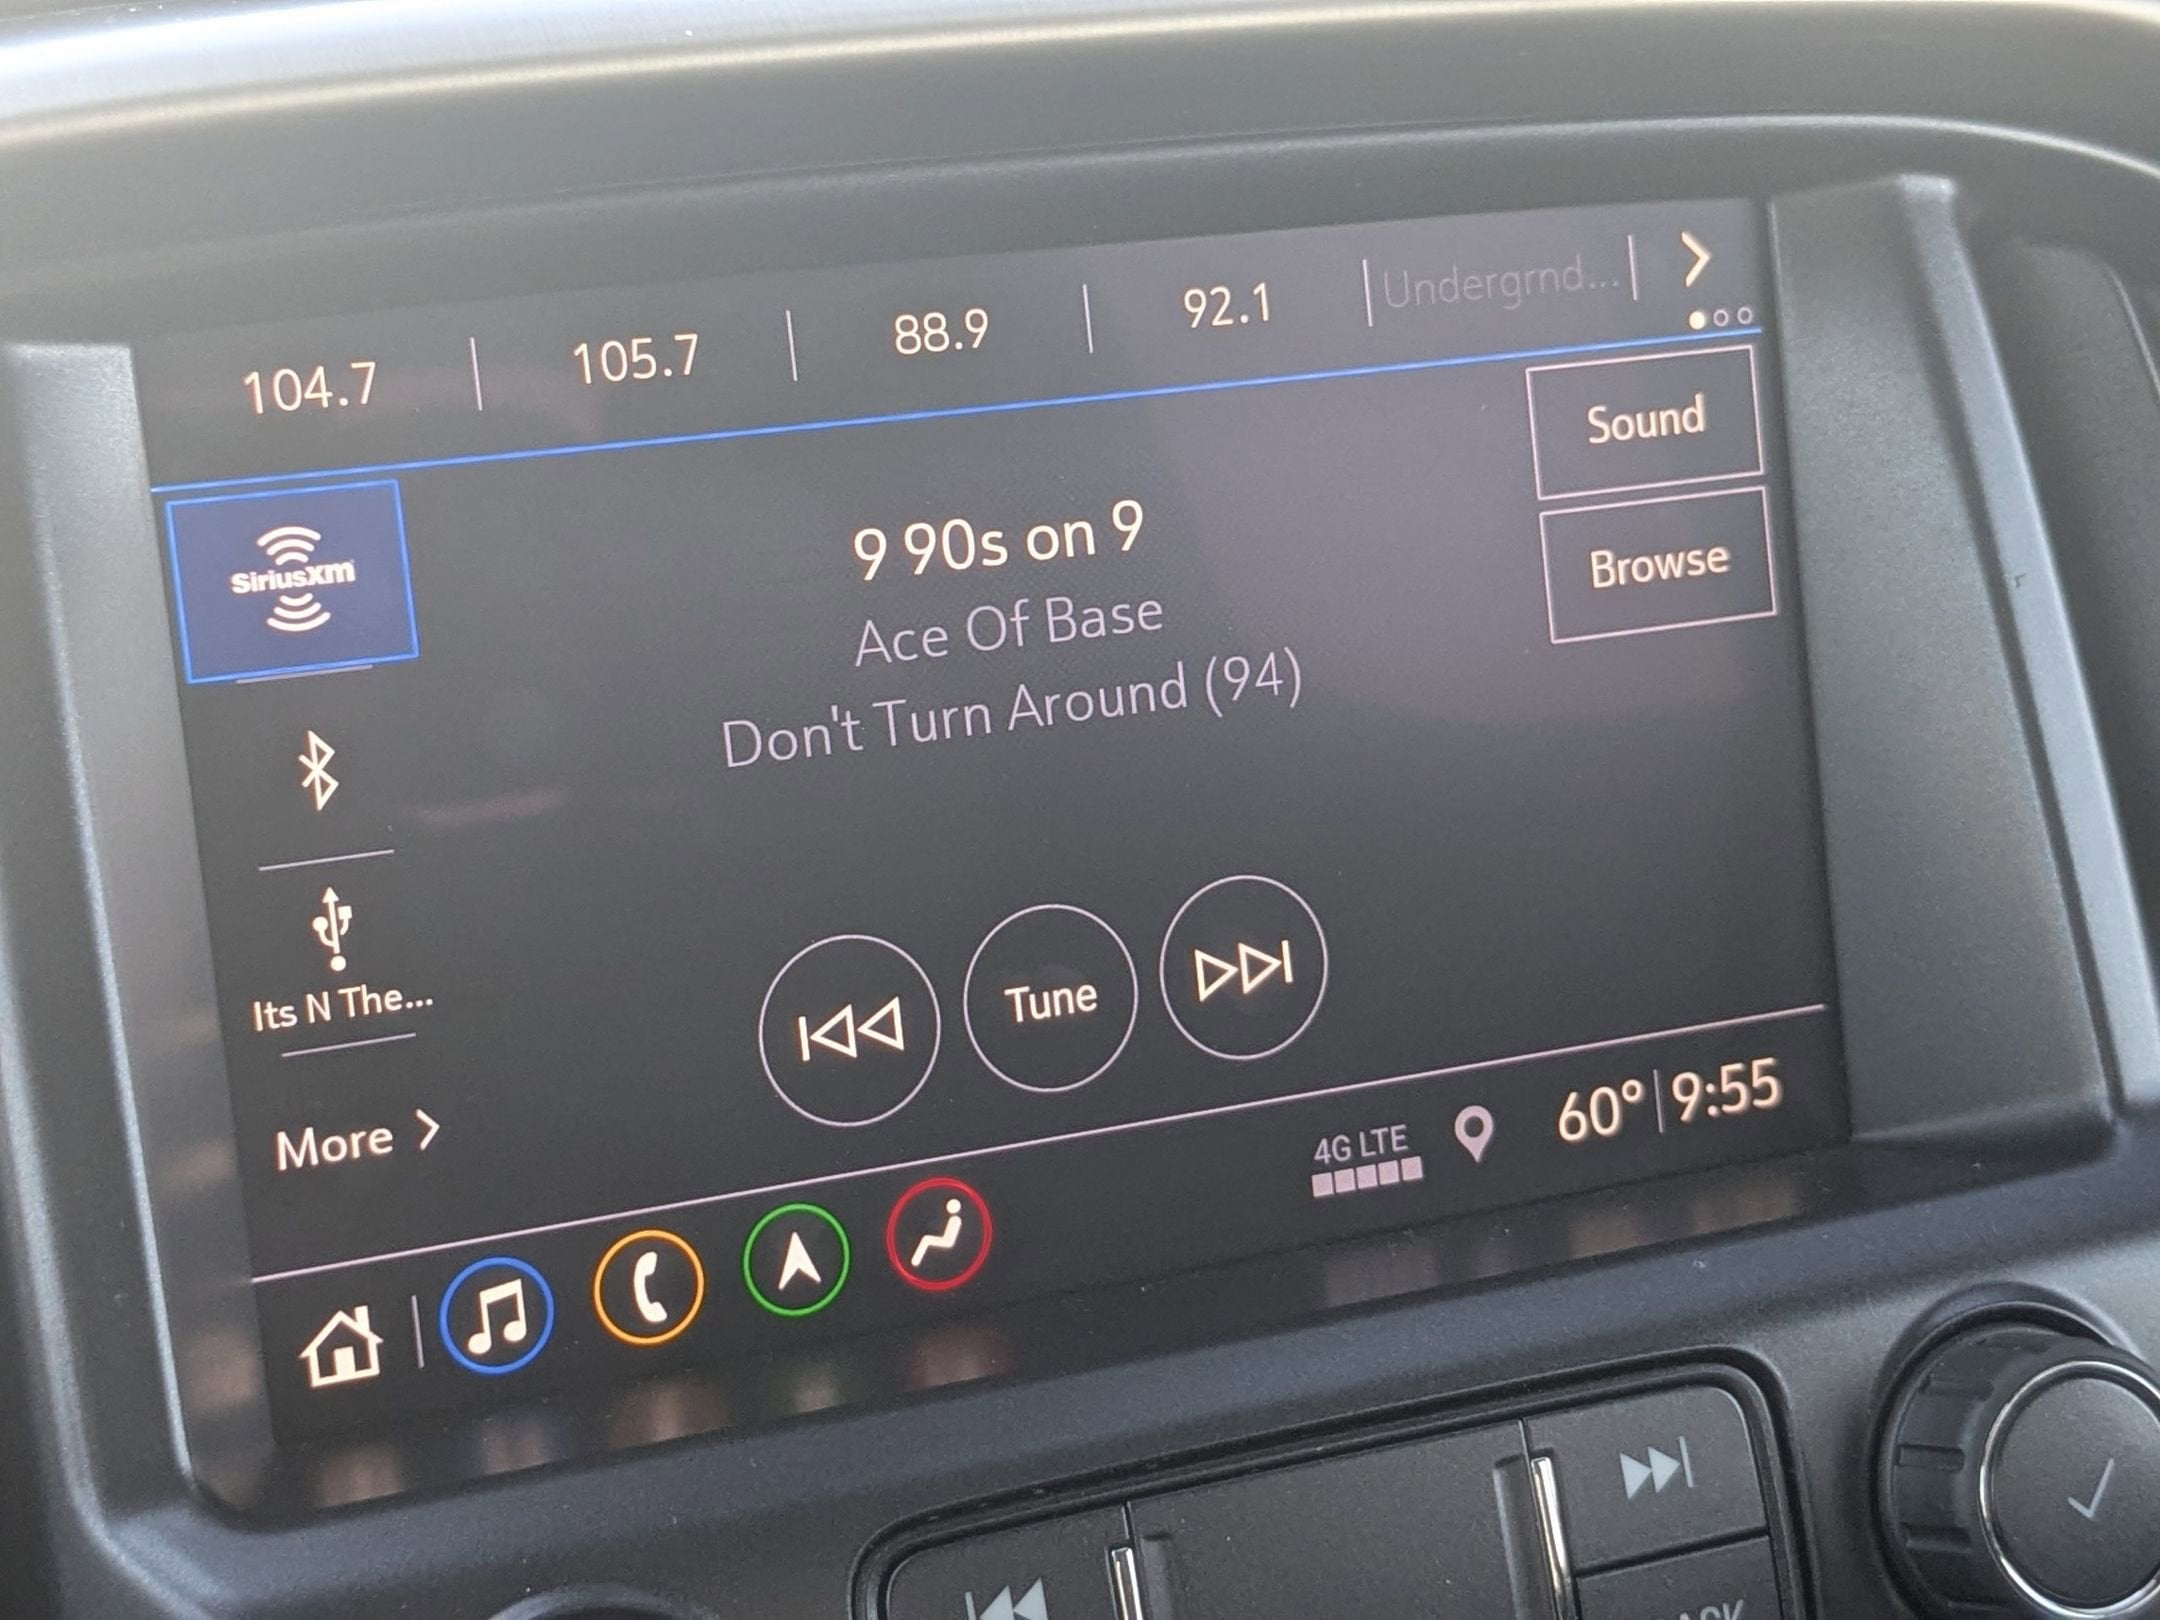 104.7
105.7
88.9
92.1
Undergrnd...
SiriusXm
9 90s on 9
Ace Of Base
Don't Turn Around (94)
Sound
Browse
Its N The...
More
Tune
4G LTE
60°
9:55